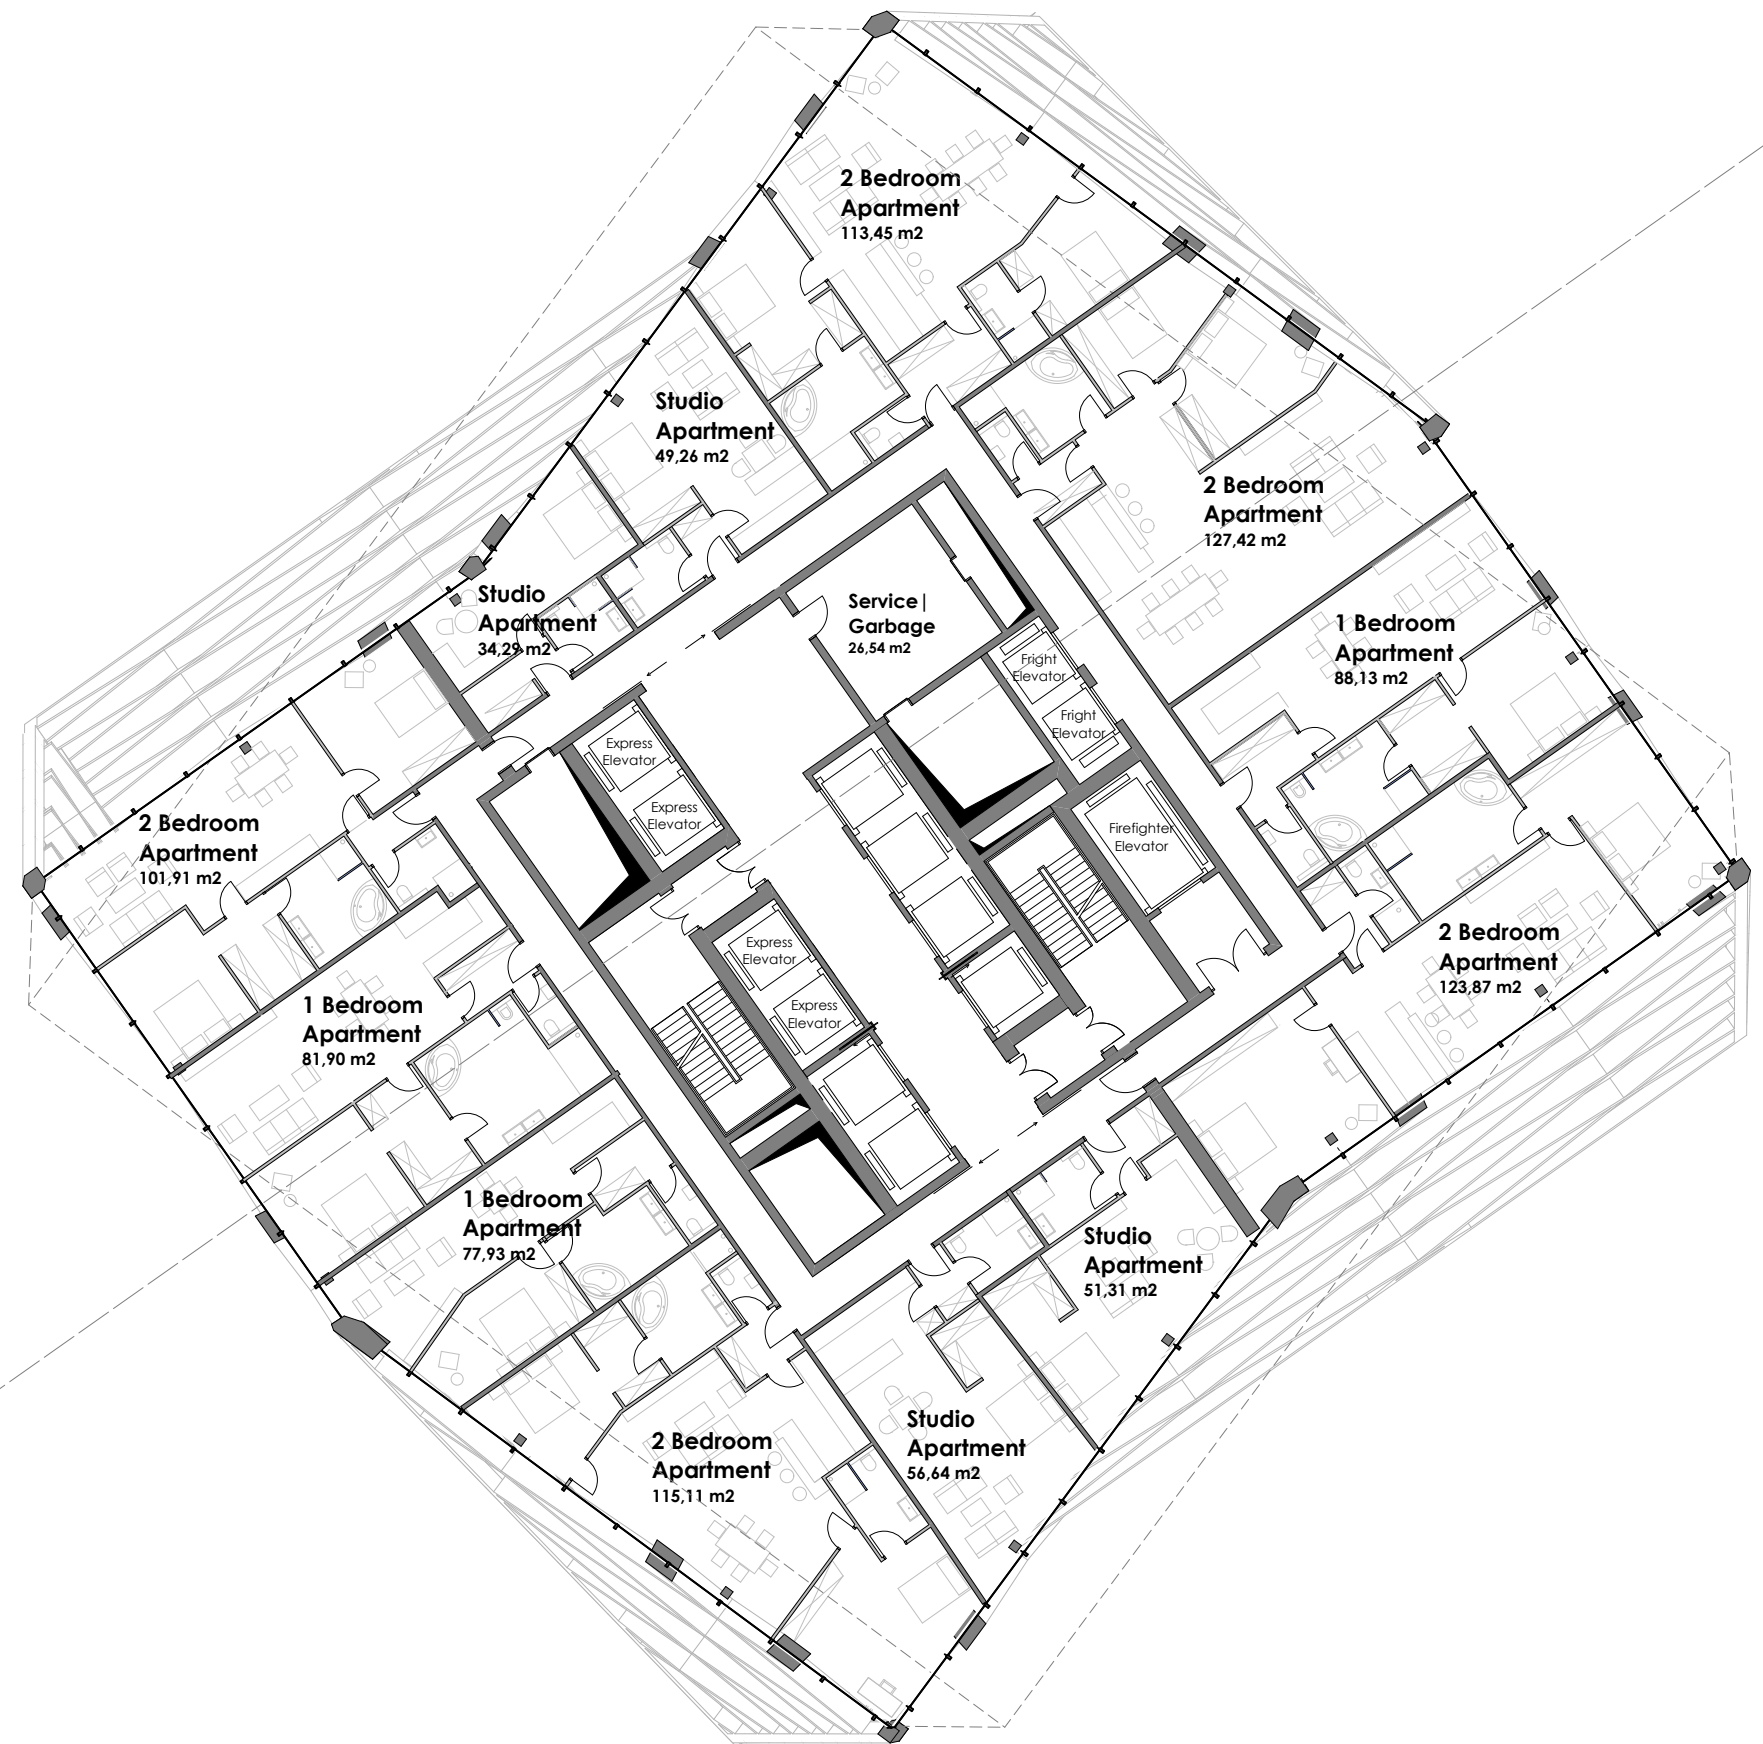 2 Bedroom
Apartment
113,45 m2
Studio
Apartment
49,26 m2
2 Bedroom
Apartment
127,42 m2
Studio
Apartment
34,29 m2
Service|
Garbage
26,54 m2
1 Bedroom
Apartment
88,13 m2
Fright
Elevator
Fright
Elevator
Express
Elevator
Express
Elevator
2 Bedroom
Apartment
101,91 m2
Firefighter
Elevator
2 Bedroom
Apartment
123,87 m2
Express
Elevator
Express
Elevator
1 Bedroom
Apartment
81,90 m2
1 Bedroom
Apartment
77,93 m2
Studio
Apartment
51,31 m2
2 Bedroom
Apartment
115,11 m2
Studio
Apartment
56,64 m2